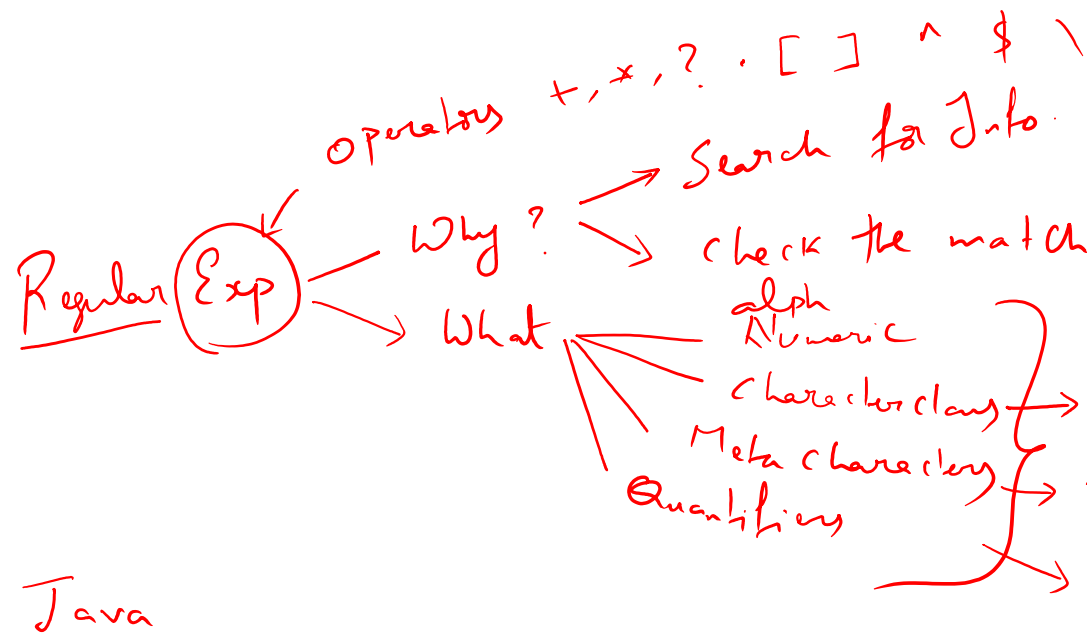 operators +, *, ? . [ ] ^ $ \
Search for Info.
Why?
check the match
Regular Exp
What
alph
Numeric
Character class
Meta characters
Quantifiers
Java